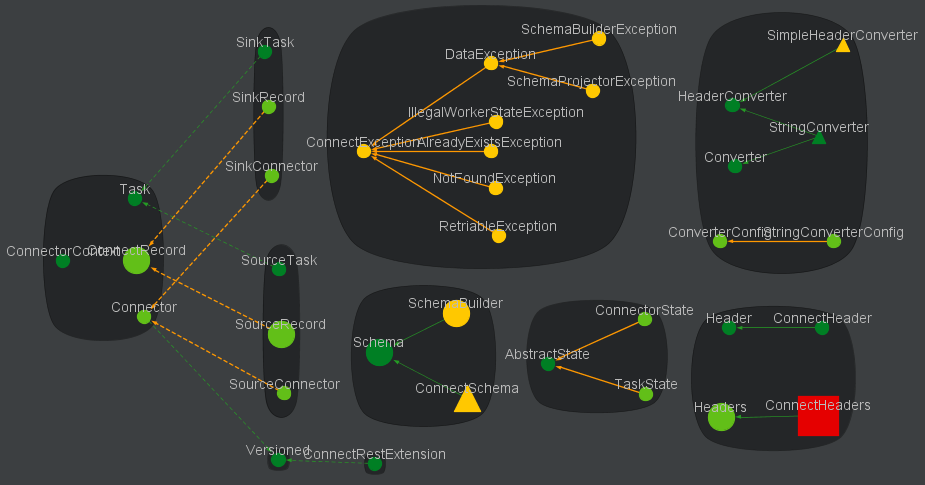 SinkTask
SinkRecord
SinkConnector
Task
ConnectorContext
ConnectRecord
Connector
SourceTask
SourceRecord
SourceConnector
Versioned
ConnectRestExtension
SchemaBuilderException
DataException
SchemaProjectorException
IllegalWorkerStateException
ConnectException
AlreadyExistsException
NotFoundException
RetriableException
SchemaBuilder
Schema
ConnectSchema
ConnectorState
AbstractState
TaskState
SimpleHeaderConverter
HeaderConverter
StringConverter
Converter
ConverterConfig
StringConverterConfig
Header
ConnectHeader
Headers
ConnectHeaders